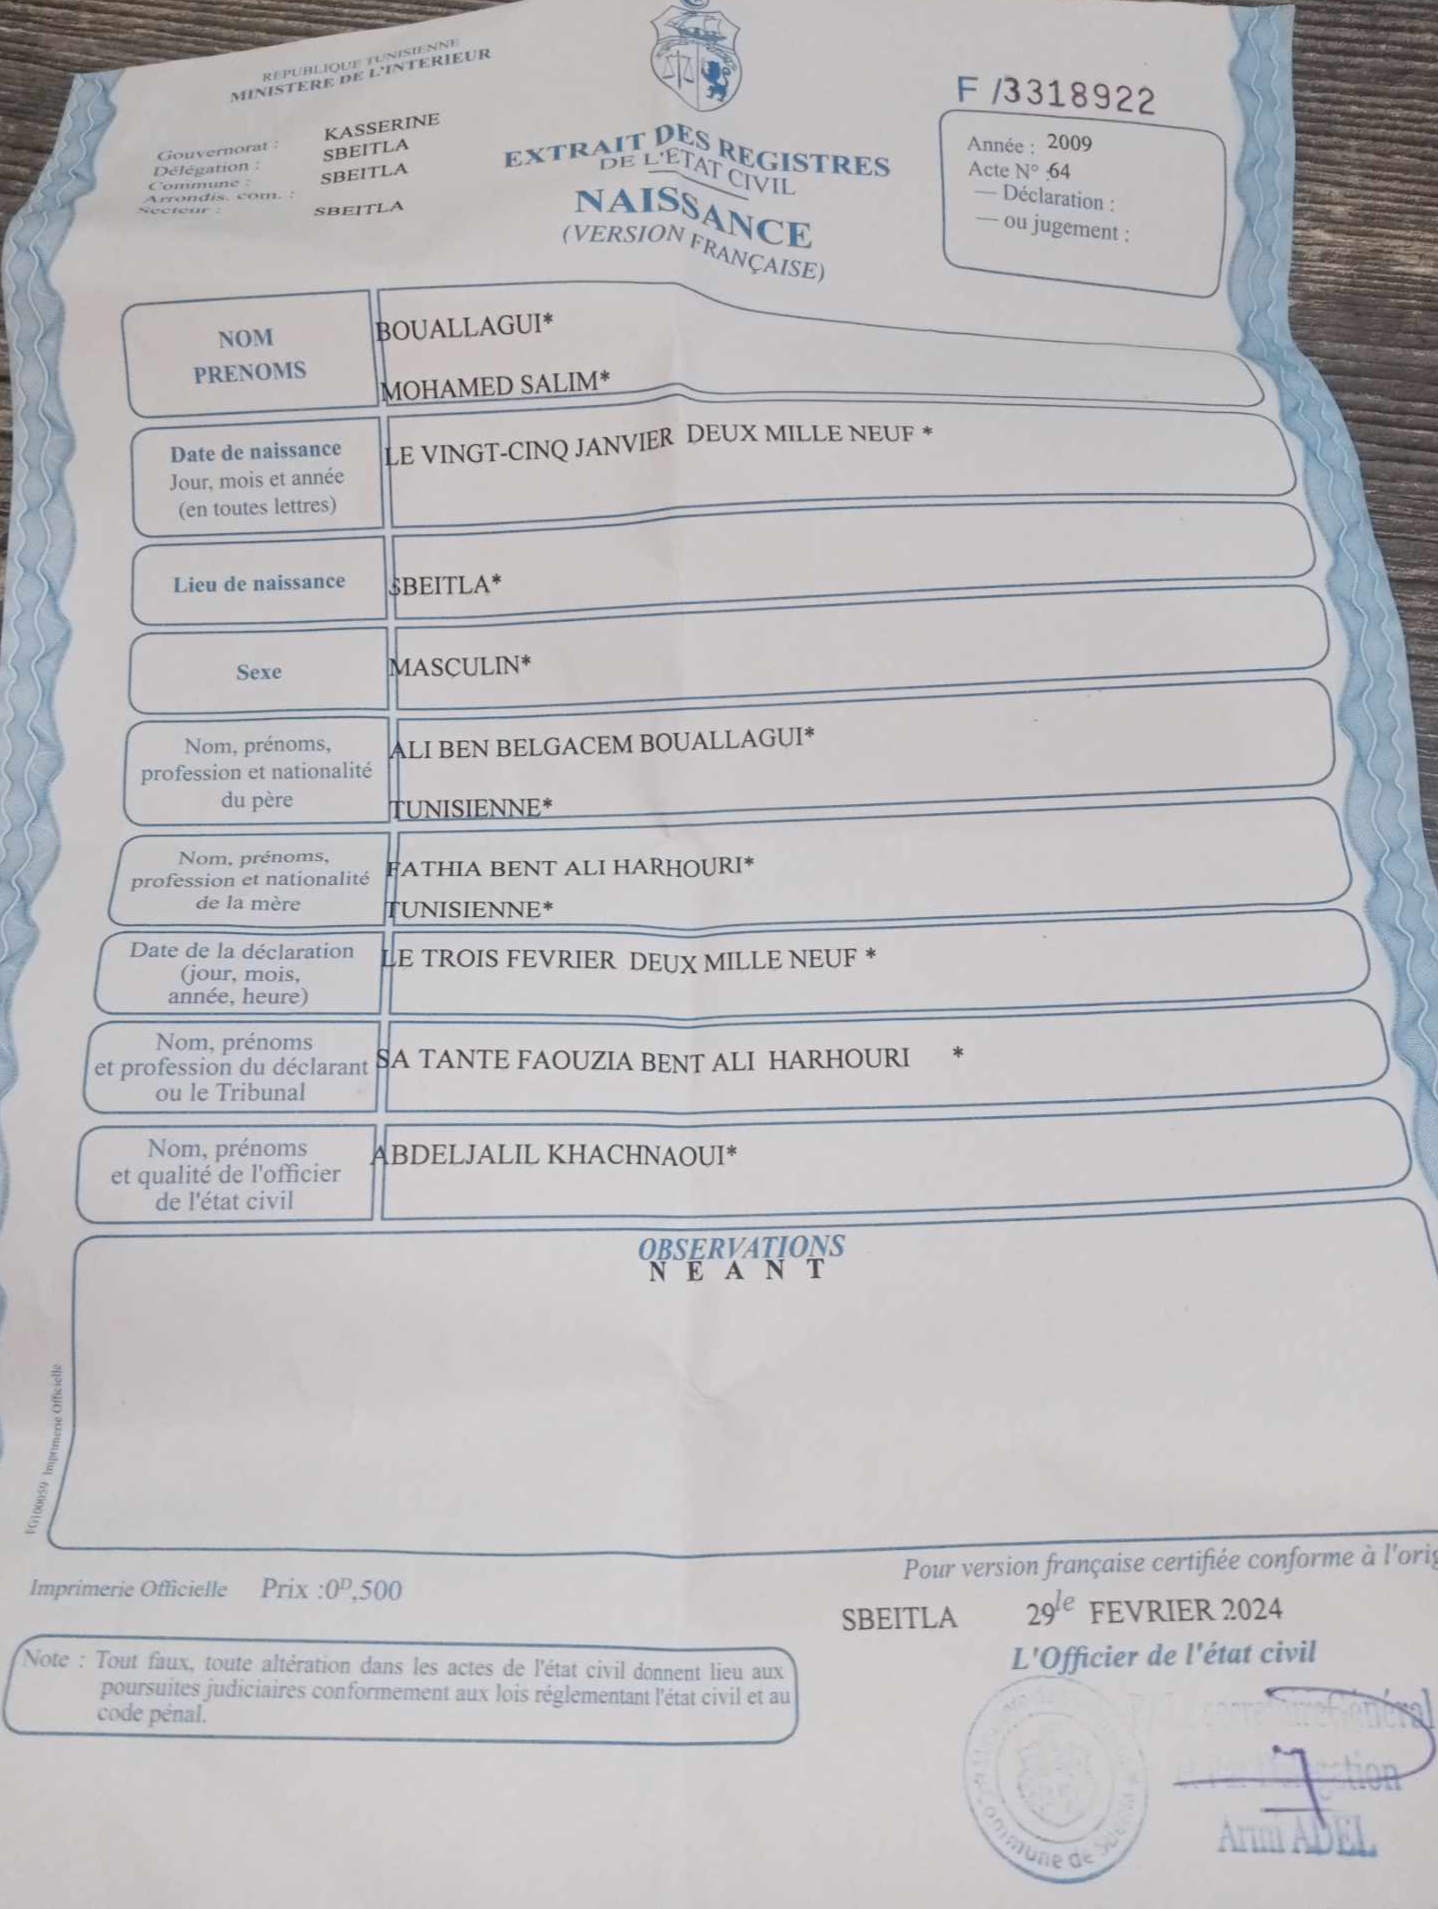 REPUBLIQUE TUNISIENNE
MINISTERE DE L'INTERIEUR
Gouvernorat : KASSERINE
Délégation : SBEITLA
Commune : SBEITLA
Arrondis. com. :
Secteur : SBEITLA
EXTRAIT DES REGISTRES
DE L'ÉTAT CIVIL
NAISSANCE
(VERSION FRANÇAISE)
F /3318922
Année : 2009
Acte N° :64
— Déclaration :
— ou jugement :
NOM
PRENOMS
BOUALLAGUI*
MOHAMED SALIM*
Date de naissance
Jour, mois et année
(en toutes lettres)
LE VINGT-CINQ JANVIER DEUX MILLE NEUF *
Lieu de naissance
SBEITLA*
Sexe
MASCULIN*
Nom, prénoms,
profession et nationalité
du père
ALI BEN BELGACEM BOUALLAGUI*
TUNISIENNE*
Nom, prénoms,
profession et nationalité
de la mère
FATHIA BENT ALI HARHOURI*
TUNISIENNE*
Date de la déclaration
(jour, mois,
année, heure)
LE TROIS FEVRIER DEUX MILLE NEUF *
Nom, prénoms
et profession du déclarant
ou le Tribunal
SA TANTE FAOUZIA BENT ALI HARHOURI *
Nom, prénoms
et qualité de l'officier
de l'état civil
ABDELJALIL KHACHNAOUI*
OBSERVATIONS
N E A N T
FG100059 Imprimerie Officielle
Imprimerie Officielle Prix :0ᴰ,500
Pour version française certifiée conforme à l'orig
SBEITLA 29 le FEVRIER 2024
L'Officier de l'état civil
Note : Tout faux, toute altération dans les actes de l'état civil donnent lieu aux
poursuites judiciaires conformement aux lois réglementant l'état civil et au
code pénal.
Général
Commune de
ADEL